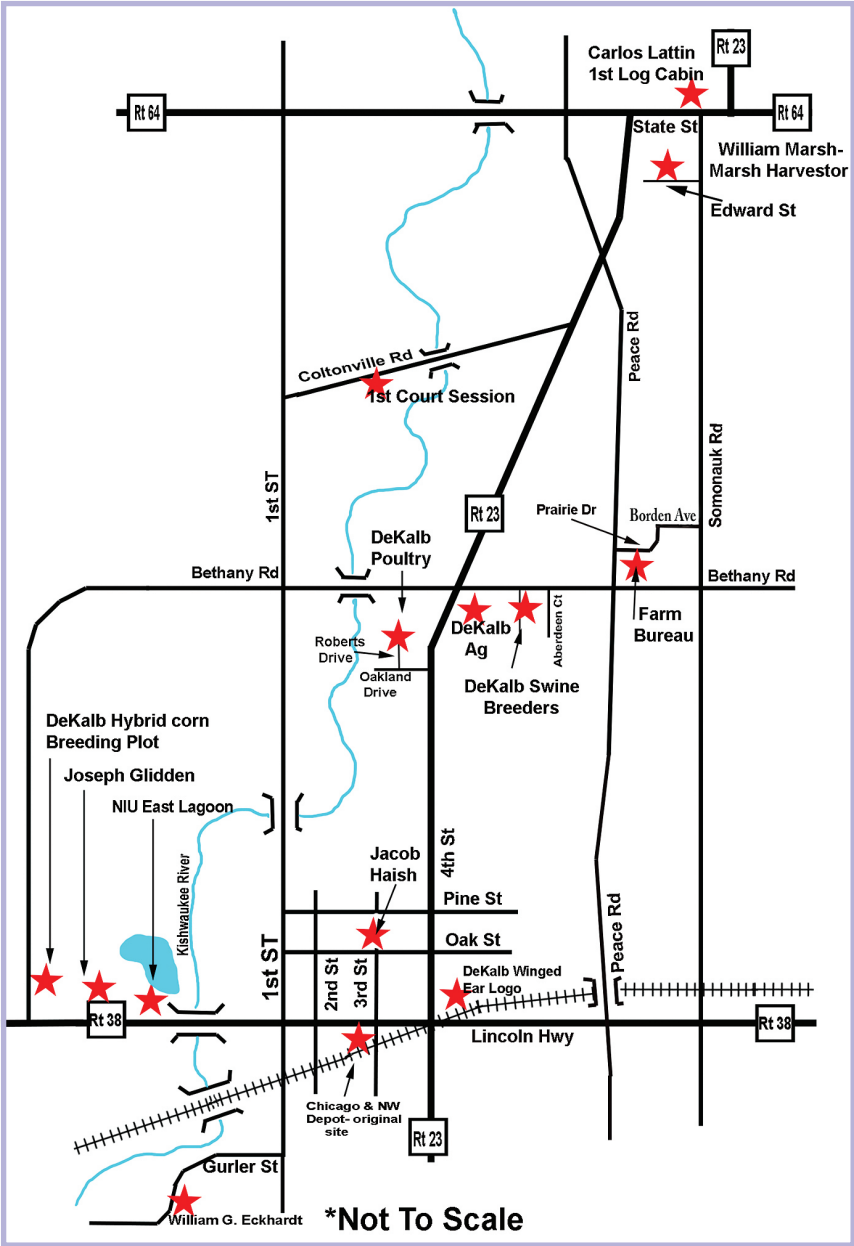 Carlos Lattin
1st Log Cabin
Rt 23
Rt 64
Rt 64
State St
William Marsh-
Marsh Harvestor
Edward St
Peace Rd
Coltonville Rd
1st Court Session
Somonauk Rd
1st ST
Rt 23
Prairie Dr
Borden Ave
DeKalb
Poultry
Bethany Rd
Bethany Rd
Farm
Bureau
DeKalb
Ag
Aberdeen Ct
Roberts
Drive
Oakland
Drive
DeKalb Swine
Breeders
DeKalb Hybrid corn
Breeding Plot
Joseph Glidden
NIU East Lagoon
Kishwaukee River
4th St
Jacob
Haish
Pine St
Oak St
1st ST
2nd St
3rd St
Peace Rd
DeKalb Winged
Ear Logo
Rt 38
Lincoln Hwy
Rt 38
Chicago & NW
Depot- original
site
Rt 23
Gurler St
William G. Eckhardt
*Not To Scale